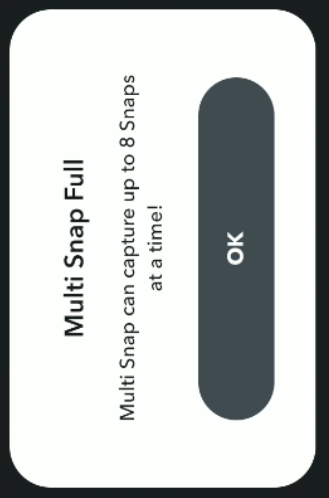 Multi Snap Full
Multi Snap can capture up to 8 Snaps
at a time!
OK